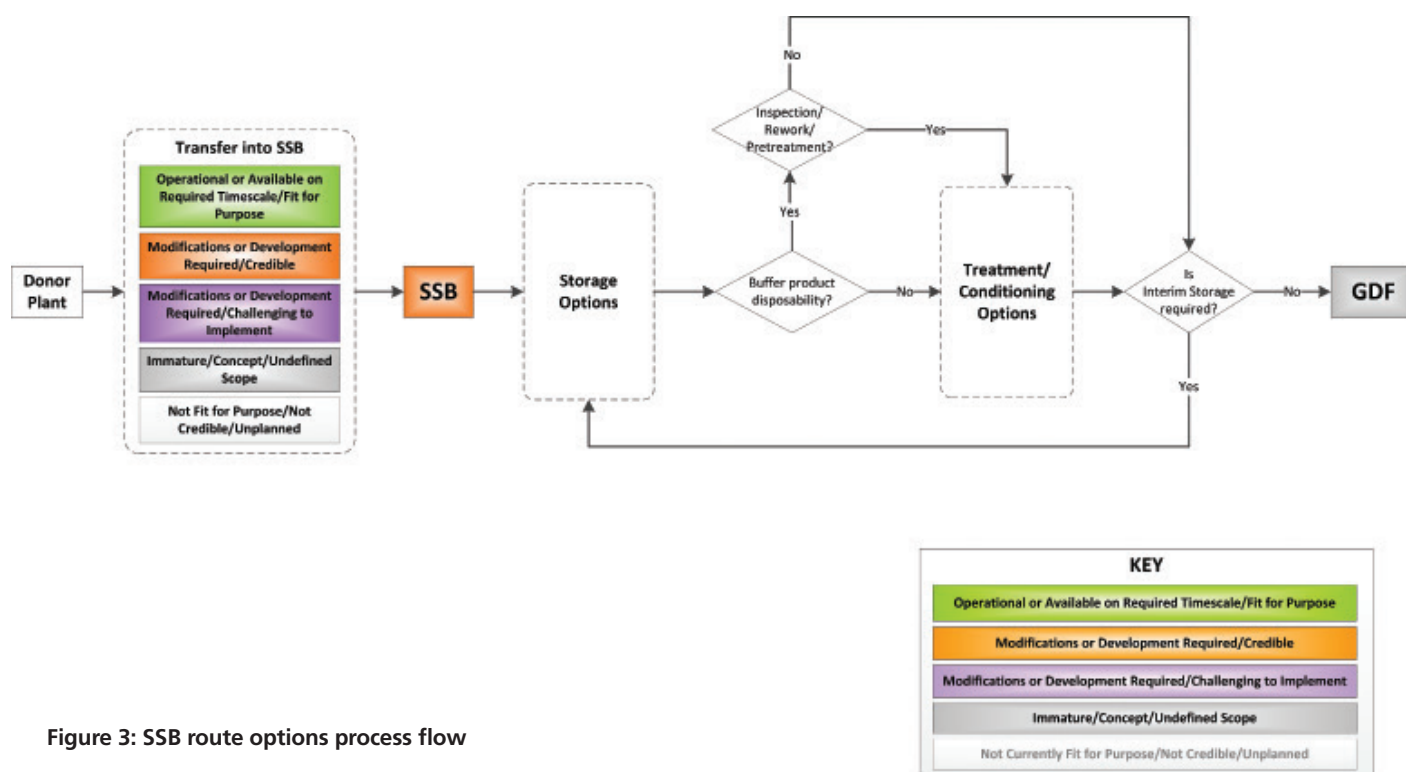 No
Inspection/
Rework/
Pretreatment?
Yes
Transfer into SSB
Operational or Available on
Required Timescale/Fit for
Purpose
Modifications or Development
Required/Credible
Modifications or Development
Required/Challenging to
Implement
Immature/Concept/Undefined
Scope
Not Fit for Purpose/Not
Credible/Unplanned
Donor
Plant
SSB
Storage
Options
Yes
Buffer product
disposability?
No
Treatment/
Conditioning
Options
Is
Interim Storage
required?
No
GDF
Yes
KEY
Operational or Available on Required Timescale/Fit for Purpose
Modifications or Development Required/Credible
Modifications or Development Required/Challenging to Implement
Immature/Concept/Undefined Scope
Not Currently Fit for Purpose/Not Credible/Unplanned
Figure 3: SSB route options process flow